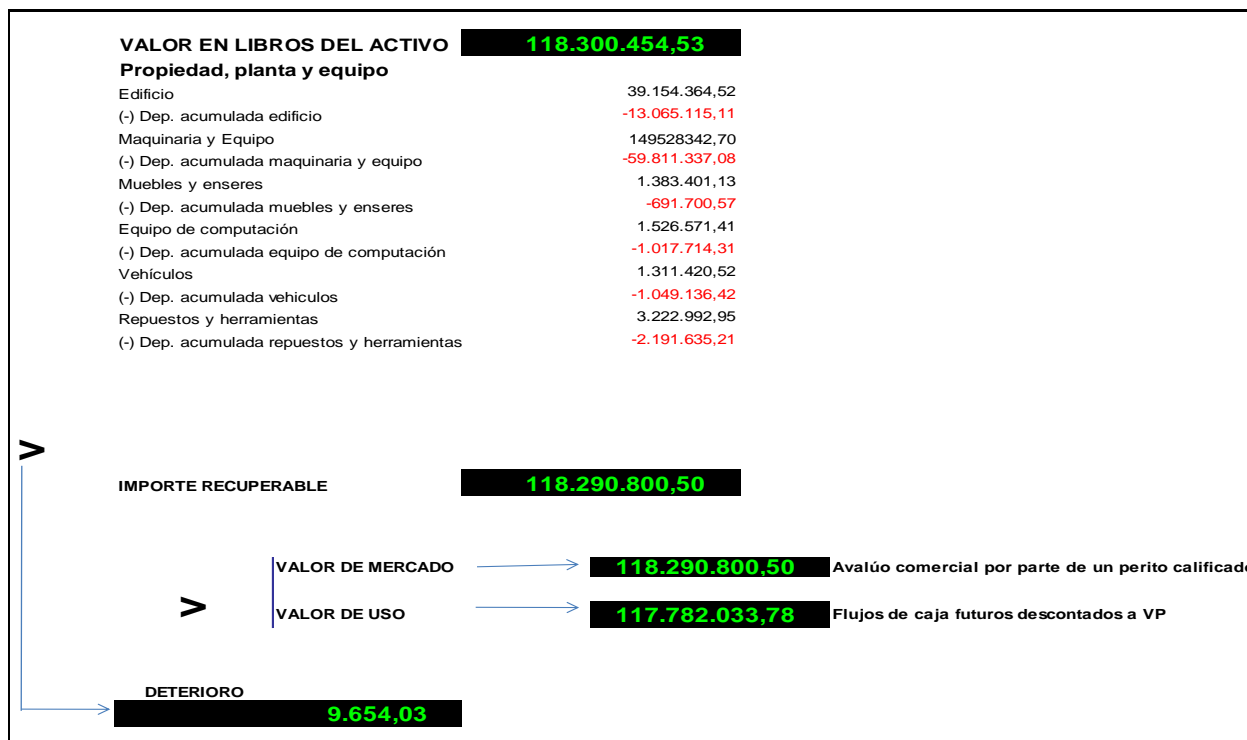 VALOR EN LIBROS DEL ACTIVO 118.300.454,53
Propiedad, planta y equipo
Edificio 39.154.364,52
(-) Dep. acumulada edificio -13.065.115,11
Maquinaria y Equipo 149528342,70
(-) Dep. acumulada maquinaria y equipo -59.811.337,08
Muebles y enseres 1.383.401,13
(-) Dep. acumulada muebles y enseres -691.700,57
Equipo de computación 1.526.571,41
(-) Dep. acumulada equipo de computación -1.017.714,31
Vehículos 1.311.420,52
(-) Dep. acumulada vehiculos -1.049.136,42
Repuestos y herramientas 3.222.992,95
(-) Dep. acumulada repuestos y herramientas -2.191.635,21
>
IMPORTE RECUPERABLE 118.290.800,50
VALOR DE MERCADO 118.290.800,50 Avalúo comercial por parte de un perito calificado
>
VALOR DE USO 117.782.033,78 Flujos de caja futuros descontados a VP
DETERIORO
9.654,03